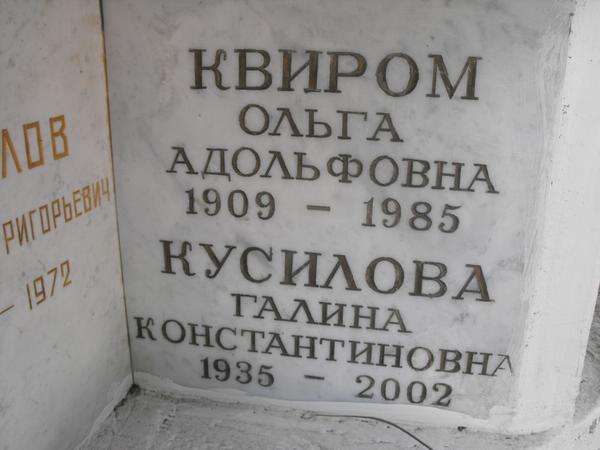 ЛОВ
РИГОРЬЕВИЧ
– 1972
КВИРОМ
ОЛЬГА
АДОЛЬФОВНА
1909 – 1985
КУСИЛОВА
ГАЛИНА
КОНСТАНТИНОВНА
1935 – 2002